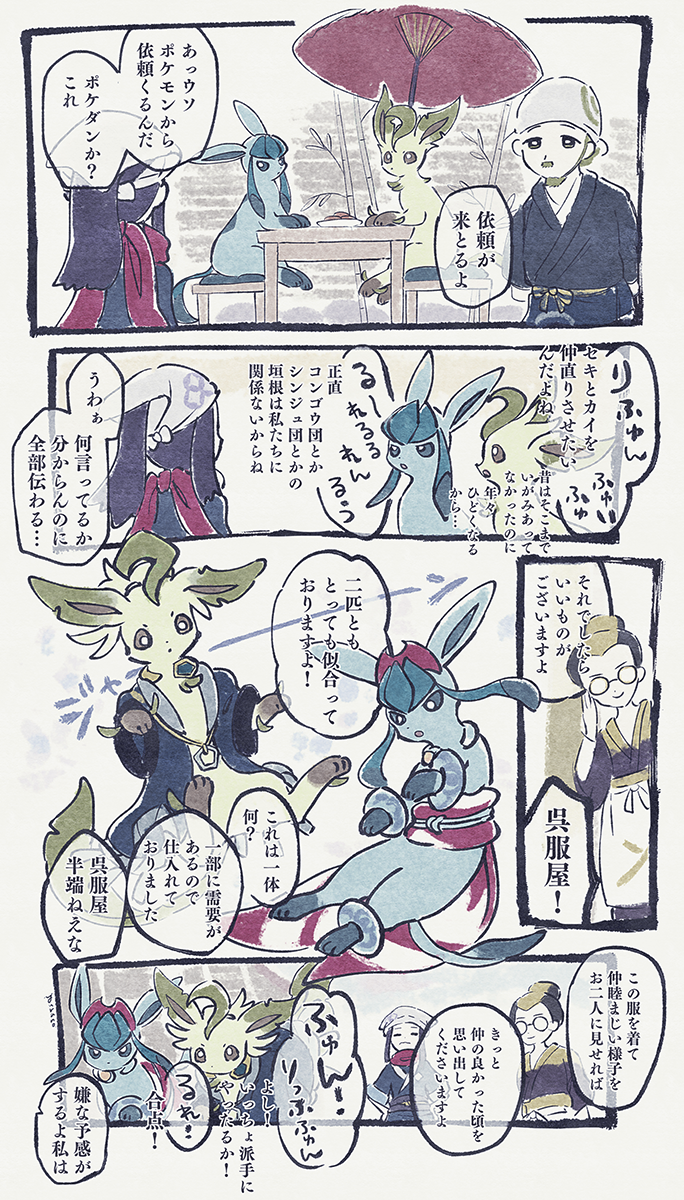 依頼が
来とるよ
あっウソ
ポケモンから
依頼くるんだ
ポケダンか？
これ
りふゅん
ふゅい
ふゅ
セキとカイを
仲直りさせたい
んだよね
昔はそこまで
いがみあって
なかったのに
年々
ひどくなる
から…
るー
れるる
れん
るぅ
正直
コンゴウ団とか
シンジュ団とかの
垣根は私たちに
関係ないからね
うわぁ
何言ってるか
分からんのに
全部伝わる…
それでしたら
いいものが
ございますよ
呉服屋！
ジャーン
二匹とも
とっても似合って
おりますよ！
これは一体
何？
一部に需要が
あるので
仕入れて
おりました
呉服屋
半端ねえな
この服を着て
仲睦まじい様子を
お二人に見せれば
きっと
仲の良かった頃を
思い出して
くださいますよ
ふゅん！
りっふふゅん
よし！
いっちょ派手に
やったるか！
るれ！
合点！
嫌な予感が
するよ私は